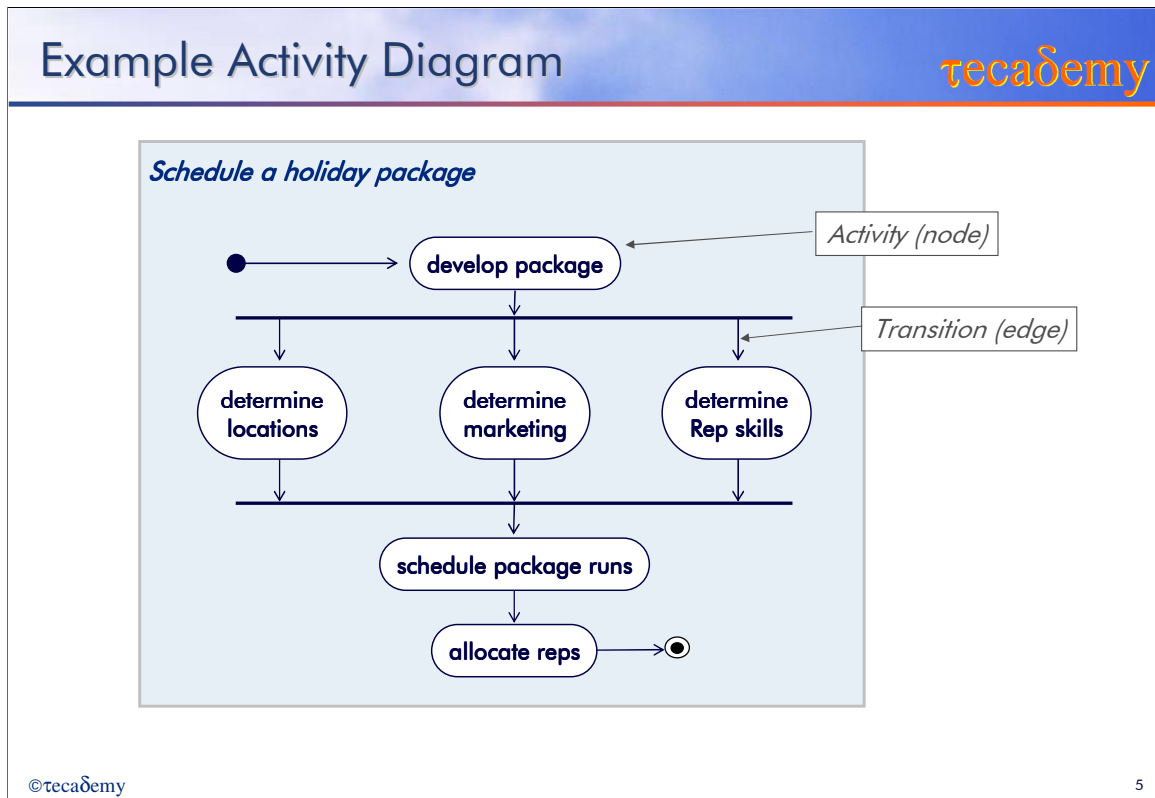 Example Activity Diagram
τecaδemy
Schedule a holiday package
Activity (node)
develop package
Transition (edge)
determine
locations
determine
marketing
determine
Rep skills
schedule package runs
allocate reps
©τecaδemy
5